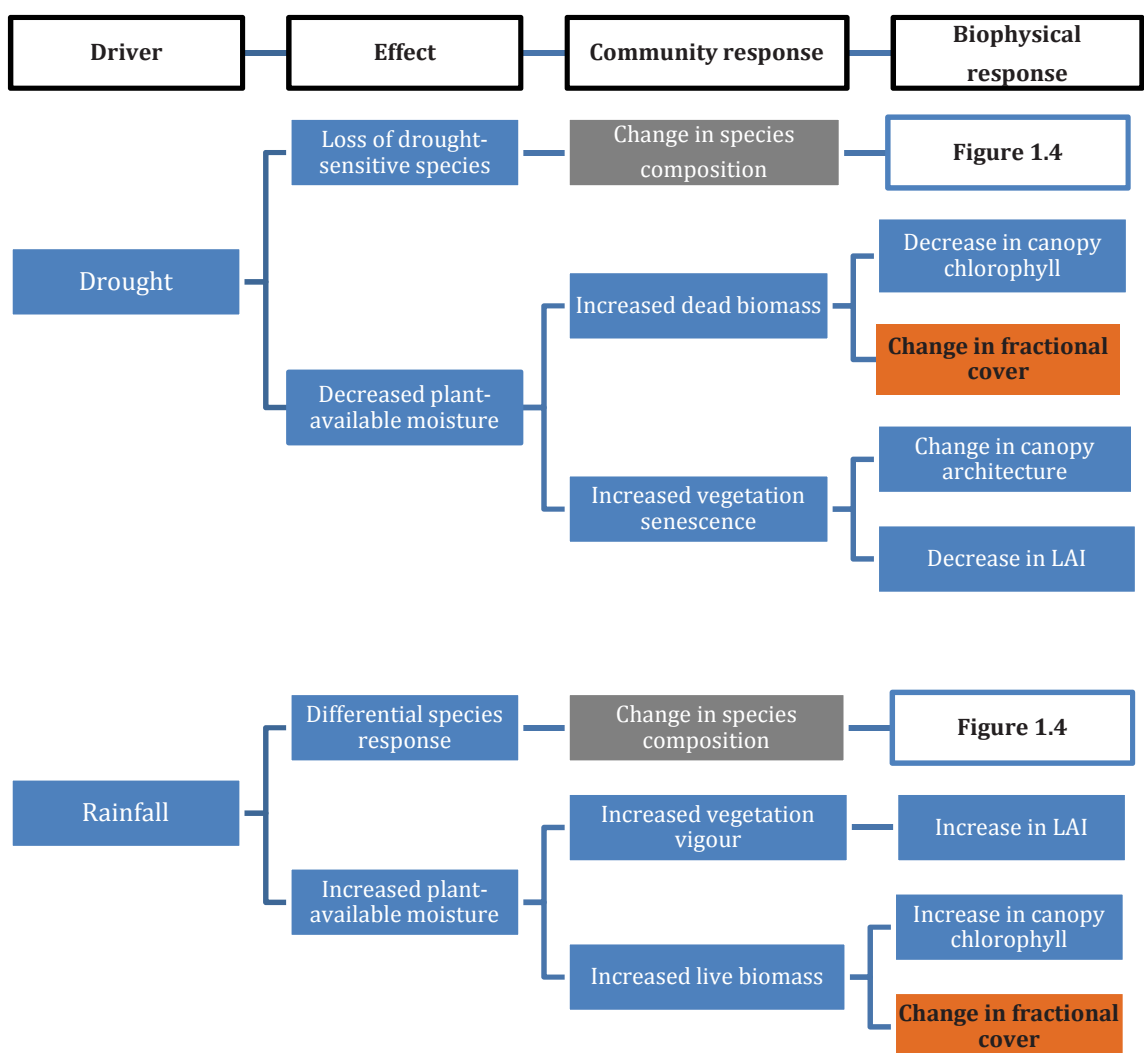 Driver
Effect
Community response
Biophysical
response
Loss of drought-
sensitive species
Change in species
composition
Figure 1.4
Drought
Decreased plant-
available moisture
Increased dead biomass
Decrease in canopy
chlorophyll
Change in fractional
cover
Increased vegetation
senescence
Change in canopy
architecture
Decrease in LAI
Differential species
response
Change in species
composition
Figure 1.4
Rainfall
Increased plant-
available moisture
Increased vegetation
vigour
Increase in LAI
Increased live biomass
Increase in canopy
chlorophyll
Change in fractional
cover